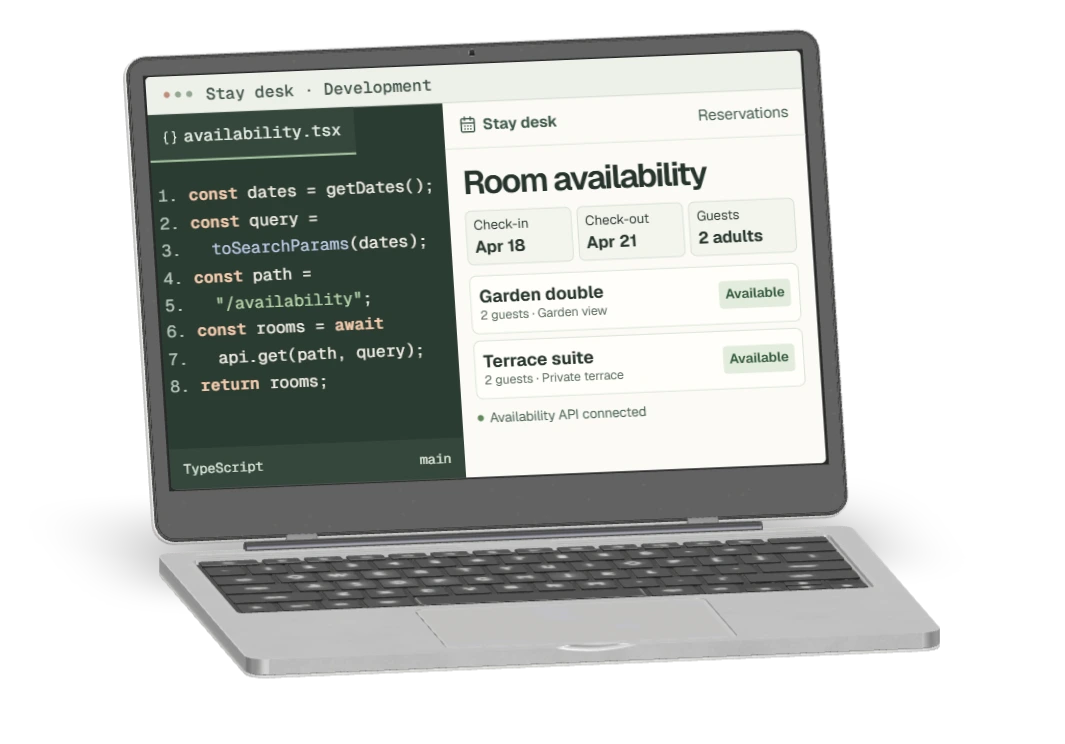 Stay desk · Development
{} availability.tsx
1. const dates = getDates();
2. const query =
3. toSearchParams(dates);
4. const path =
5. "/availability";
6. const rooms = await
7. api.get(path, query);
8. return rooms;
TypeScript main
Stay desk Reservations
Room availability
Check-in Check-out Guests
Apr 18 Apr 21 2 adults
Garden double Available
2 guests · Garden view
Terrace suite Available
2 guests · Private terrace
Availability API connected